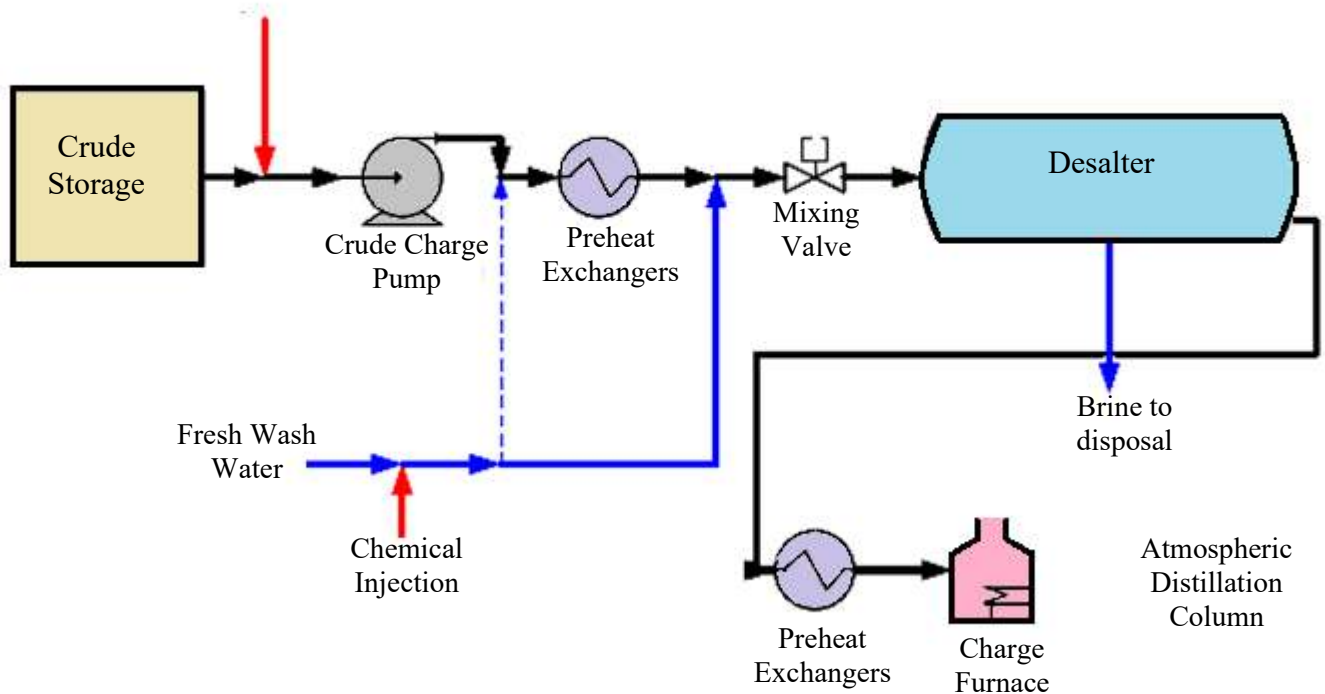 Crude
Storage
Crude Charge
Pump
Preheat
Exchangers
Mixing
Valve
Desalter
Brine to
disposal
Fresh Wash
Water
Chemical
Injection
Preheat
Exchangers
Charge
Furnace
Atmospheric
Distillation
Column